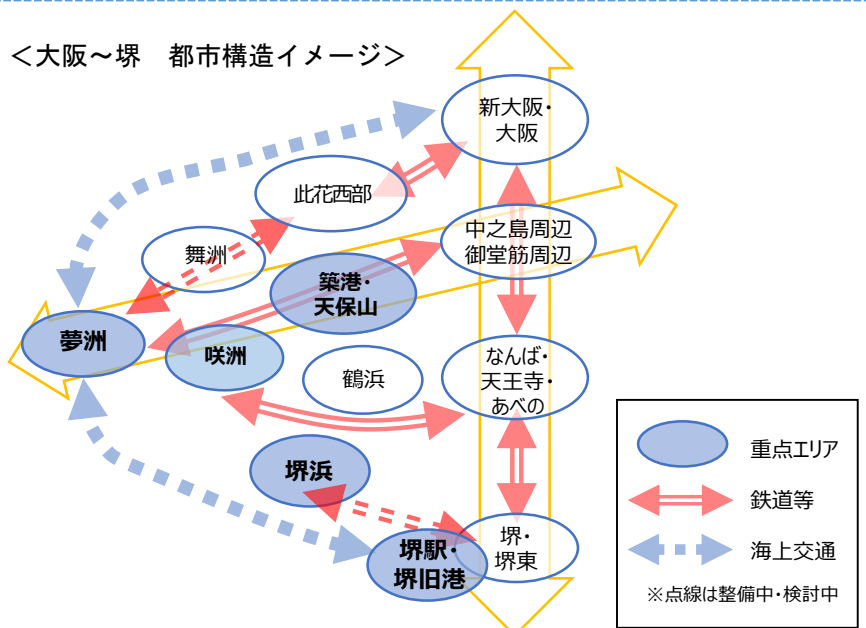 ＜大阪～堺　都市構造イメージ＞
新大阪・
大阪
此花西部
中之島周辺
御堂筋周辺
舞洲
築港・
天保山
夢洲
咲洲
鶴浜
なんば・
天王寺・
あべの
堺浜
堺駅・
堺旧港
堺・
堺東
重点エリア
鉄道等
海上交通
※点線は整備中・検討中